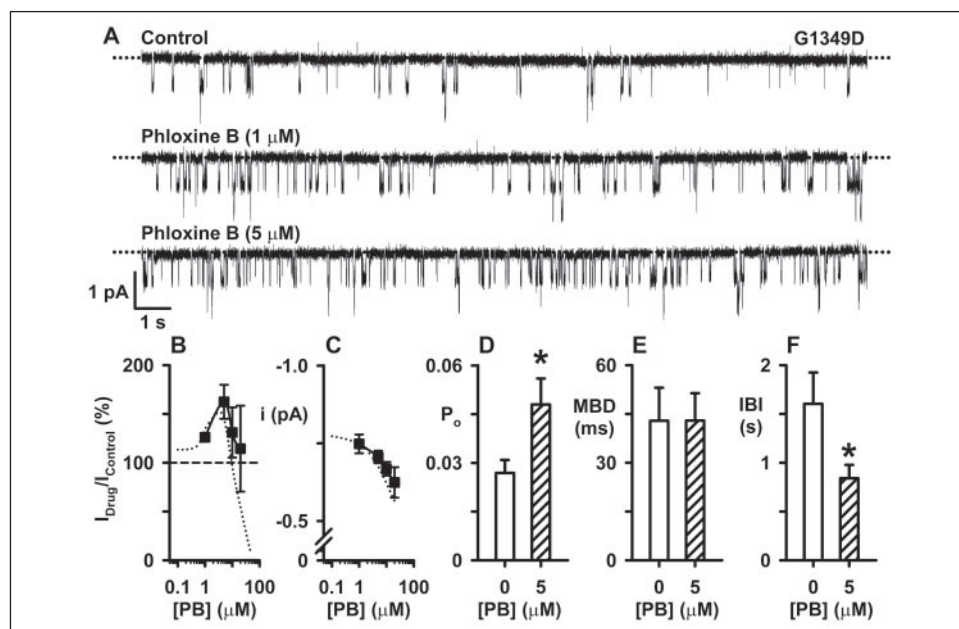 A
Control
G1349D
Phloxine B (1 μM)
Phloxine B (5 μM)
1 pA
1 s
B
C
D
E
F
200
100
0
I_Drug/I_Control (%)
0.1 1 100
[PB] (μM)
-1.0
i (pA)
-0.5
0
0.1 1 100
[PB] (μM)
0.06
P_o
0.03
0
*
0 5
[PB] (μM)
60
MBD
(ms)
30
0
0 5
[PB] (μM)
2
IBI
(s)
1
0
*
0 5
[PB] (μM)